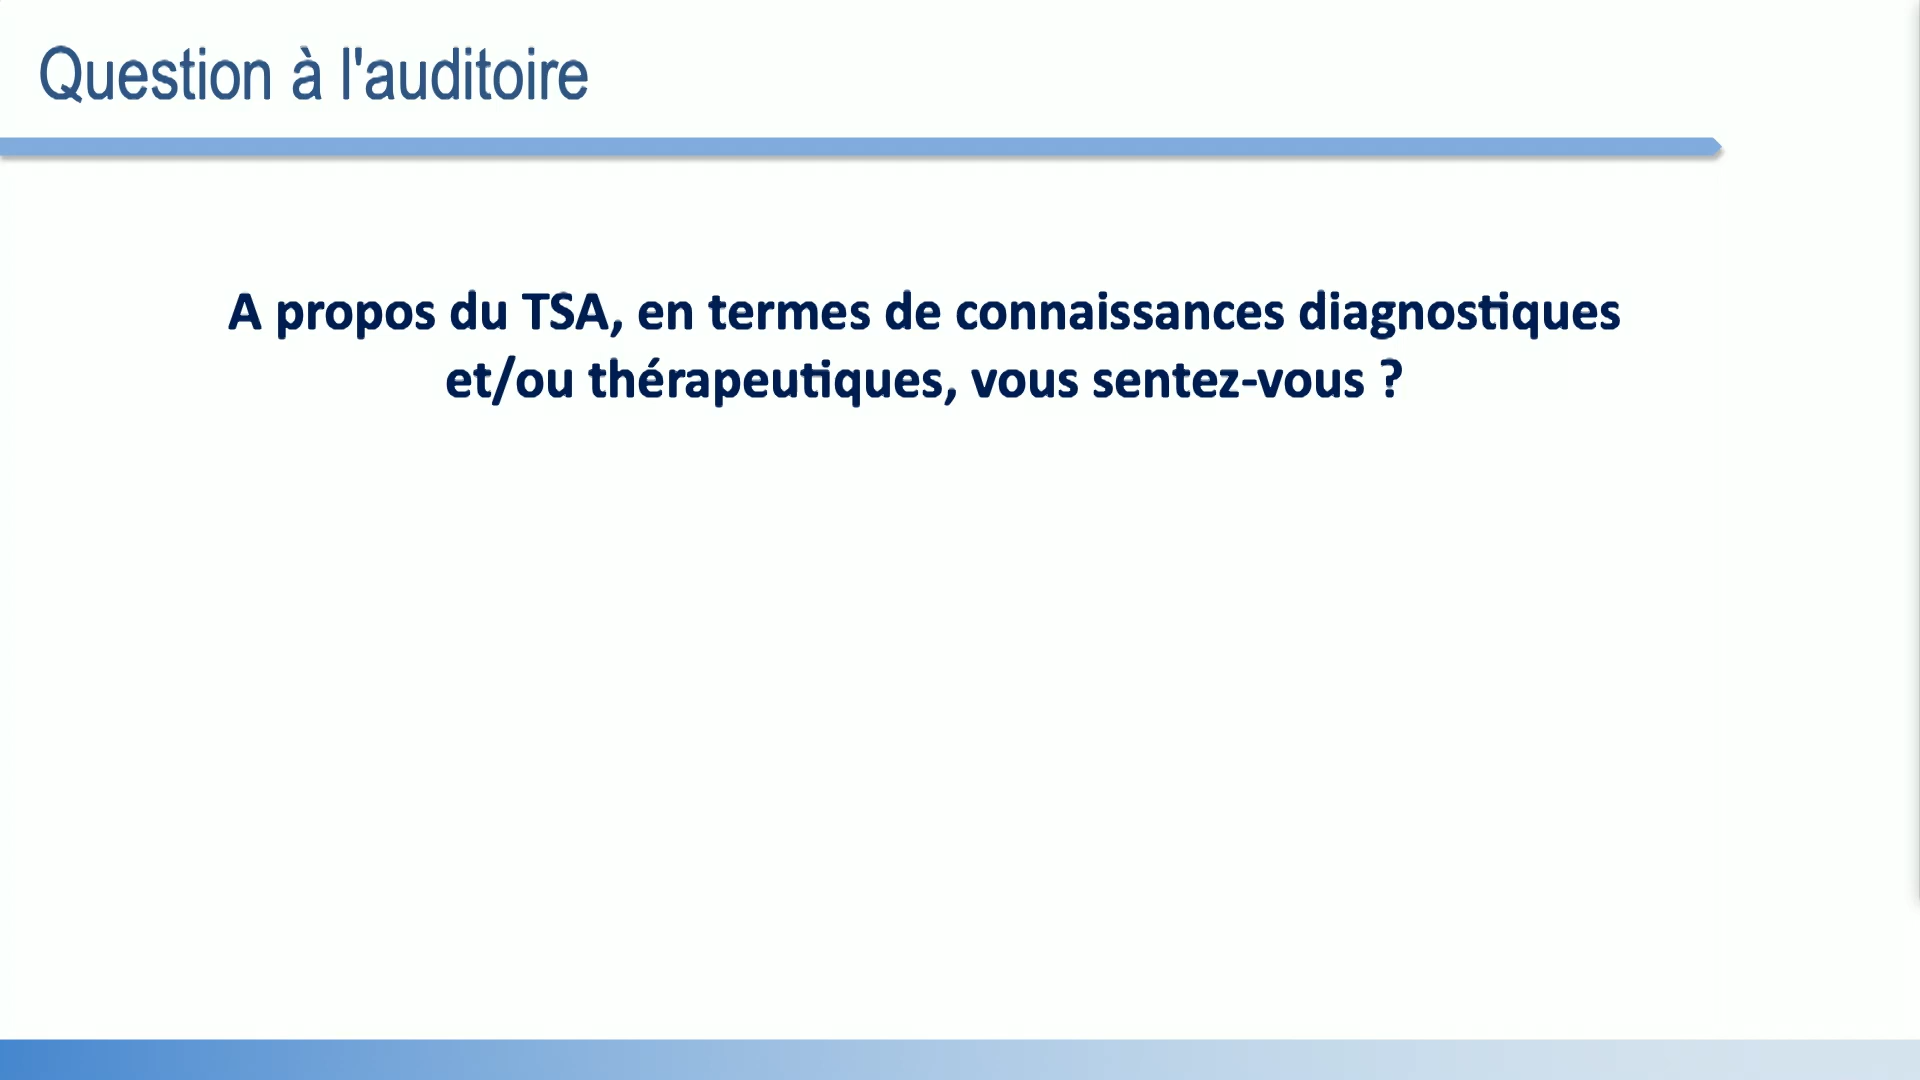 Question à l'auditoire
A propos du TSA, en termes de connaissances diagnostiques
et/ou thérapeutiques, vous sentez-vous ?